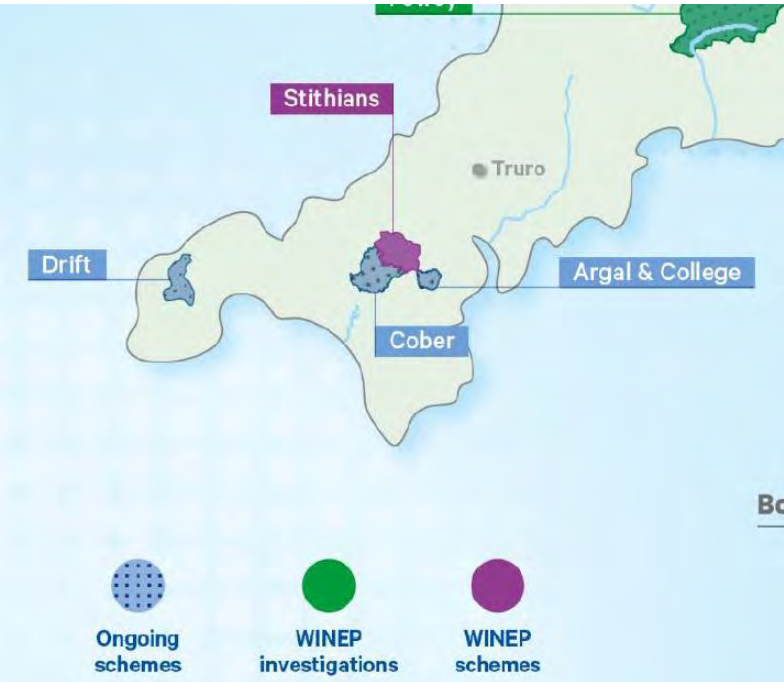 Stithians
Truro
Drift
Argal & College
Cober
Ongoing
schemes
WINEP
investigations
WINEP
schemes